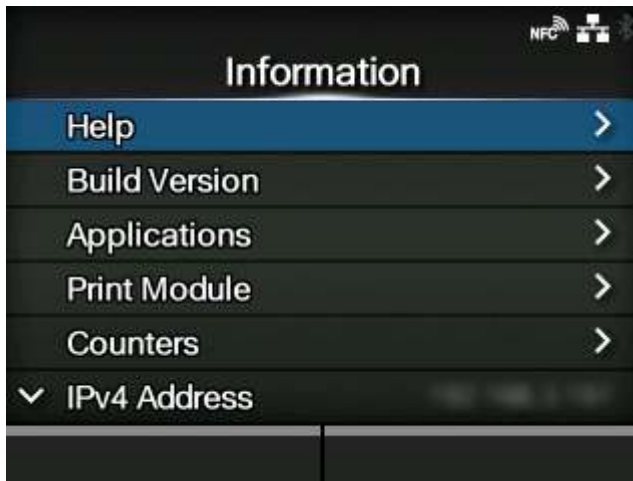 NFC
Information
Help
Build Version
Applications
Print Module
Counters
IPv4 Address